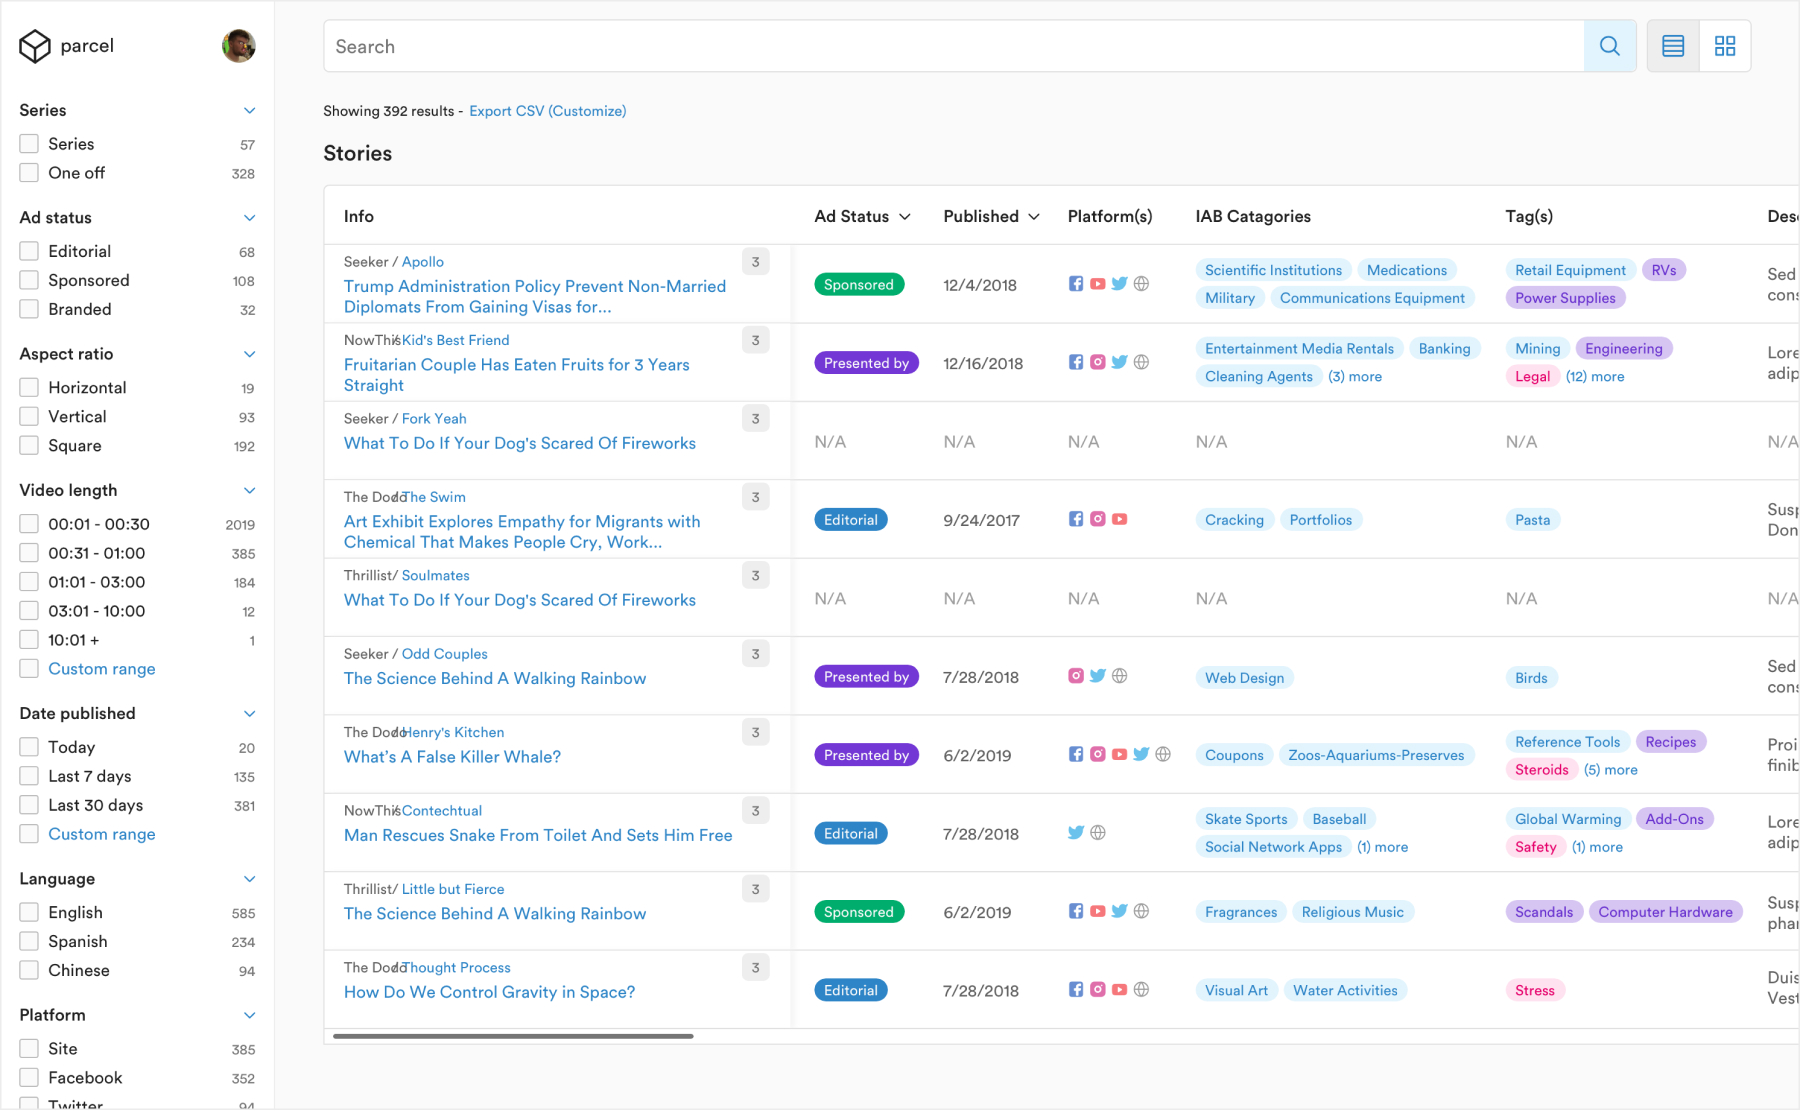 parcel
Series
Series 57
One off 328
Ad status
Editorial 68
Sponsored 108
Branded 32
Aspect ratio
Horizontal 19
Vertical 93
Square 192
Video length
00:01 - 00:30 2019
00:31 - 01:00 385
01:01 - 03:00 184
03:01 - 10:00 12
10:01 + 1
Custom range
Date published
Today 20
Last 7 days 135
Last 30 days 381
Custom range
Language
English 585
Spanish 234
Chinese 94
Platform
Site 385
Facebook 352
Twitter 94
Search
Showing 392 results - Export CSV (Customize)
Stories
Info Ad Status Published Platform(s) IAB Catagories Tag(s) Des
Seeker / Apollo 3
Trump Administration Policy Prevent Non-Married
Diplomats From Gaining Visas for...
Sponsored 12/4/2018
Scientific Institutions Medications
Military Communications Equipment
Retail Equipment RVs
Power Supplies
Sed
cons
NowThis/ Kid's Best Friend 3
Fruitarian Couple Has Eaten Fruits for 3 Years
Straight
Presented by 12/16/2018
Entertainment Media Rentals Banking
Cleaning Agents (3) more
Mining Engineering
Legal (12) more
Lore
adip
Seeker / Fork Yeah 3
What To Do If Your Dog's Scared Of Fireworks
N/A N/A N/A N/A N/A N/A
The Dodo/ The Swim 3
Art Exhibit Explores Empathy for Migrants with
Chemical That Makes People Cry, Work...
Editorial 9/24/2017
Cracking Portfolios
Pasta
Susp
Don
Thrillist/ Soulmates 3
What To Do If Your Dog's Scared Of Fireworks
N/A N/A N/A N/A N/A N/A
Seeker / Odd Couples 3
The Science Behind A Walking Rainbow
Presented by 7/28/2018
Web Design
Birds
Sed
cons
The Dodo/ Henry's Kitchen 3
What’s A False Killer Whale?
Presented by 6/2/2019
Coupons Zoos-Aquariums-Preserves
Reference Tools Recipes
Steroids (5) more
Proi
finib
NowThis/ Contechtual 3
Man Rescues Snake From Toilet And Sets Him Free
Editorial 7/28/2018
Skate Sports Baseball
Social Network Apps (1) more
Global Warming Add-Ons
Safety (1) more
Lore
adip
Thrillist/ Little but Fierce 3
The Science Behind A Walking Rainbow
Sponsored 6/2/2019
Fragrances Religious Music
Scandals Computer Hardware
Susp
phar
The Dodo/ Thought Process 3
How Do We Control Gravity in Space?
Editorial 7/28/2018
Visual Art Water Activities
Stress
Duis
Vest